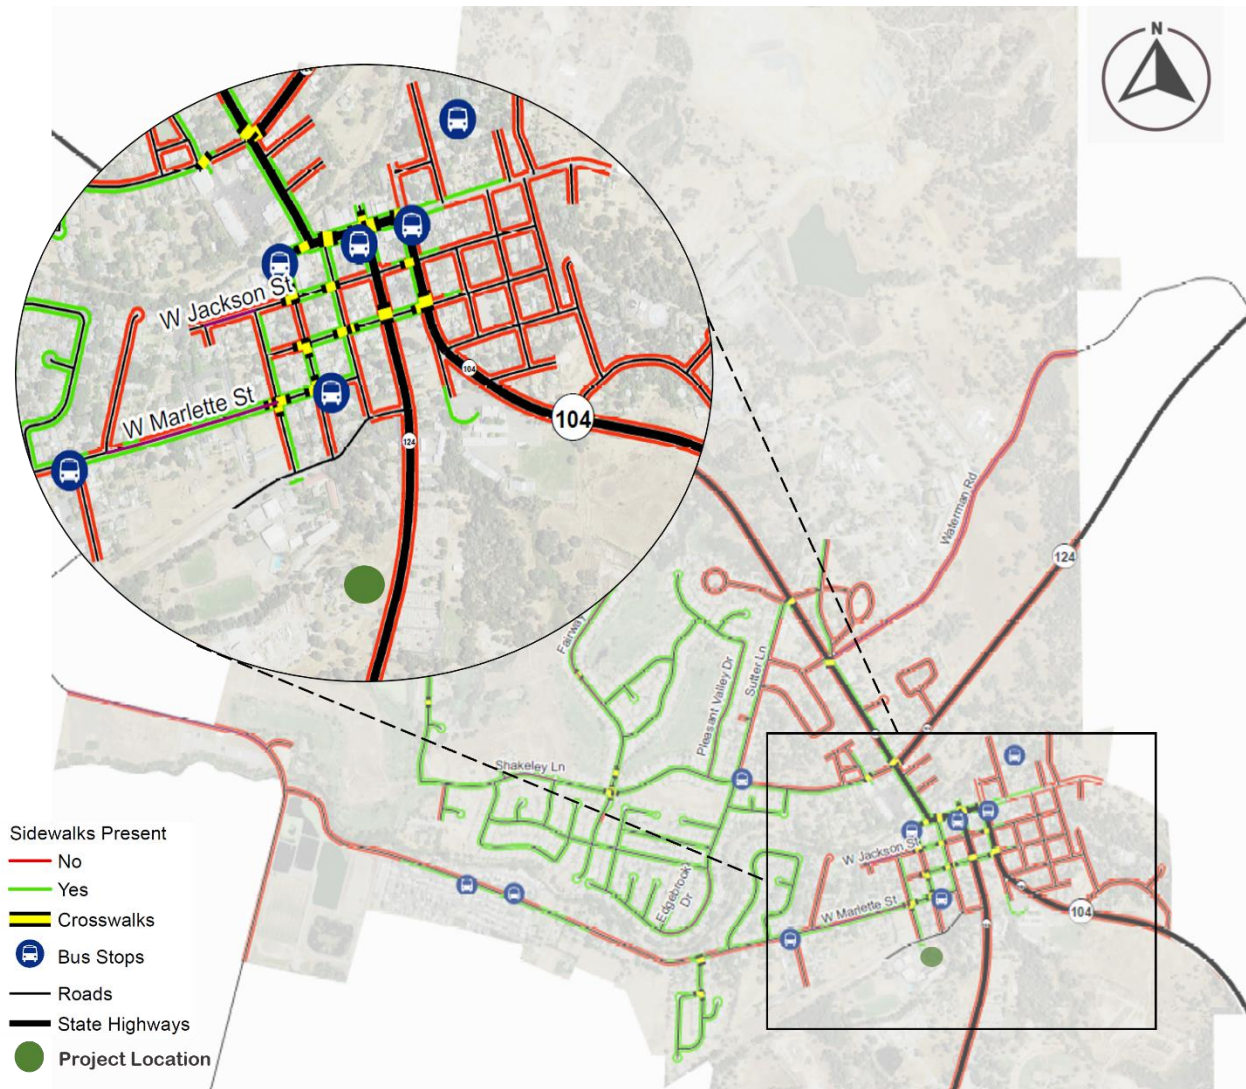 N
W Jackson St
W Marlette St
104
104
124
Waterman Rd
124
Fairway
Pleasant Valley Dr
Sutter Ln
Shakeley Ln
Edgebrook
Dr
W Jackson St
W Marlette St
104
Sidewalks Present
No
Yes
Crosswalks
Bus Stops
Roads
State Highways
Project Location